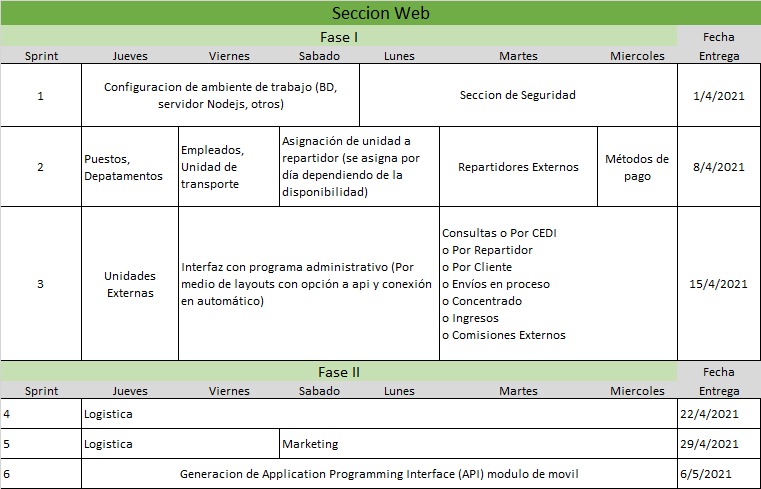 Seccion Web
Fase I
Fecha
Entrega
Sprint Jueves Viernes Sabado Lunes Martes Miercoles
1
Configuracion de ambiente de trabajo (BD,
servidor Nodejs, otros)
Seccion de Seguridad
1/4/2021
2
Puestos,
Depatamentos
Empleados,
Unidad de
transporte
Asignación de unidad a
repartidor (se asigna por
día dependiendo de la
disponibilidad)
Repartidores Externos
Métodos de
pago
8/4/2021
3
Unidades
Externas
Interfaz con programa administrativo (Por
medio de layouts con opción a api y conexión
en automático)
Consultas o Por CEDI
o Por Repartidor
o Por Cliente
o Envíos en proceso
o Concentrado
o Ingresos
o Comisiones Externos
15/4/2021
Fase II
Fecha
Entrega
Sprint Jueves Viernes Sabado Lunes Martes Miercoles
4 Logistica 22/4/2021
5 Logistica Marketing 29/4/2021
6 Generacion de Application Programming Interface (API) modulo de movil 6/5/2021